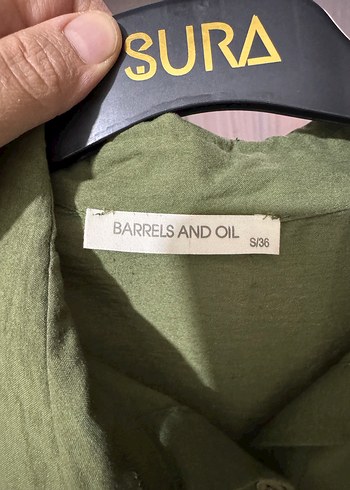 SURA
BARRELS AND OIL
S/36